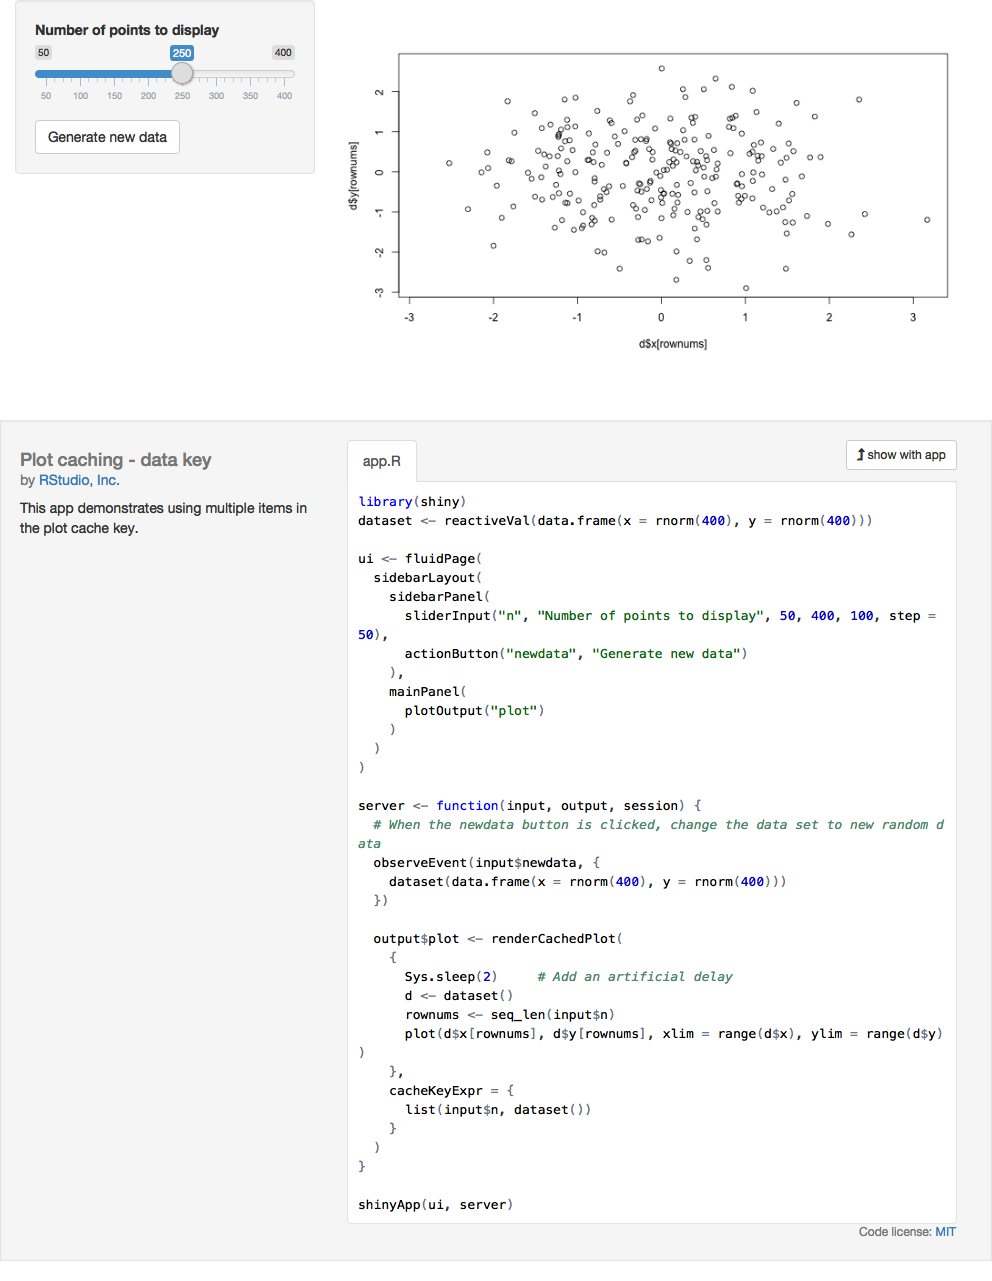 Number of points to display
50 250 400
50 100 150 200 250 300 350 400
Generate new data
d$y[rownums]
2
1
0
-1
-2
-3
-3 -2 -1 0 1 2 3
d$x[rownums]
Plot caching - data key
by RStudio, Inc.
This app demonstrates using multiple items in
the plot cache key.
app.R
show with app
library(shiny)
dataset <- reactiveVal(data.frame(x = rnorm(400), y = rnorm(400)))
ui <- fluidPage(
  sidebarLayout(
    sidebarPanel(
      sliderInput("n", "Number of points to display", 50, 400, 100, step =
50),
      actionButton("newdata", "Generate new data")
    ),
    mainPanel(
      plotOutput("plot")
    )
  )
)
server <- function(input, output, session) {
  # When the newdata button is clicked, change the data set to new random d
ata
  observeEvent(input$newdata, {
    dataset(data.frame(x = rnorm(400), y = rnorm(400)))
  })
  output$plot <- renderCachedPlot(
    {
      Sys.sleep(2)     # Add an artificial delay
      d <- dataset()
      rownums <- seq_len(input$n)
      plot(d$x[rownums], d$y[rownums], xlim = range(d$x), ylim = range(d$y)
)
    },
    cacheKeyExpr = {
      list(input$n, dataset())
    }
  )
}
shinyApp(ui, server)
Code license: MIT